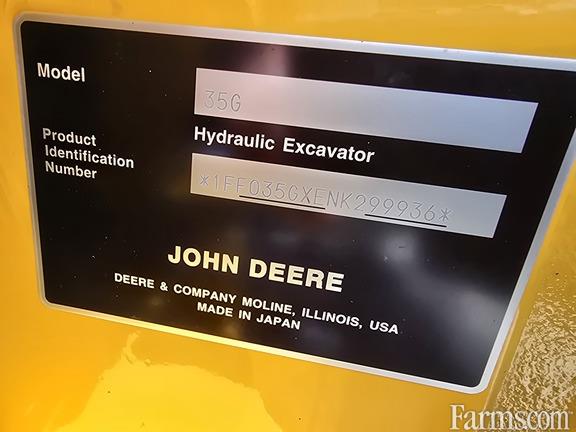 Model
35G
Hydraulic Excavator
Product
Identification
Number
*1FF035GXENK299936*
JOHN DEERE
DEERE & COMPANY MOLINE, ILLINOIS, USA
MADE IN JAPAN
Farms.com